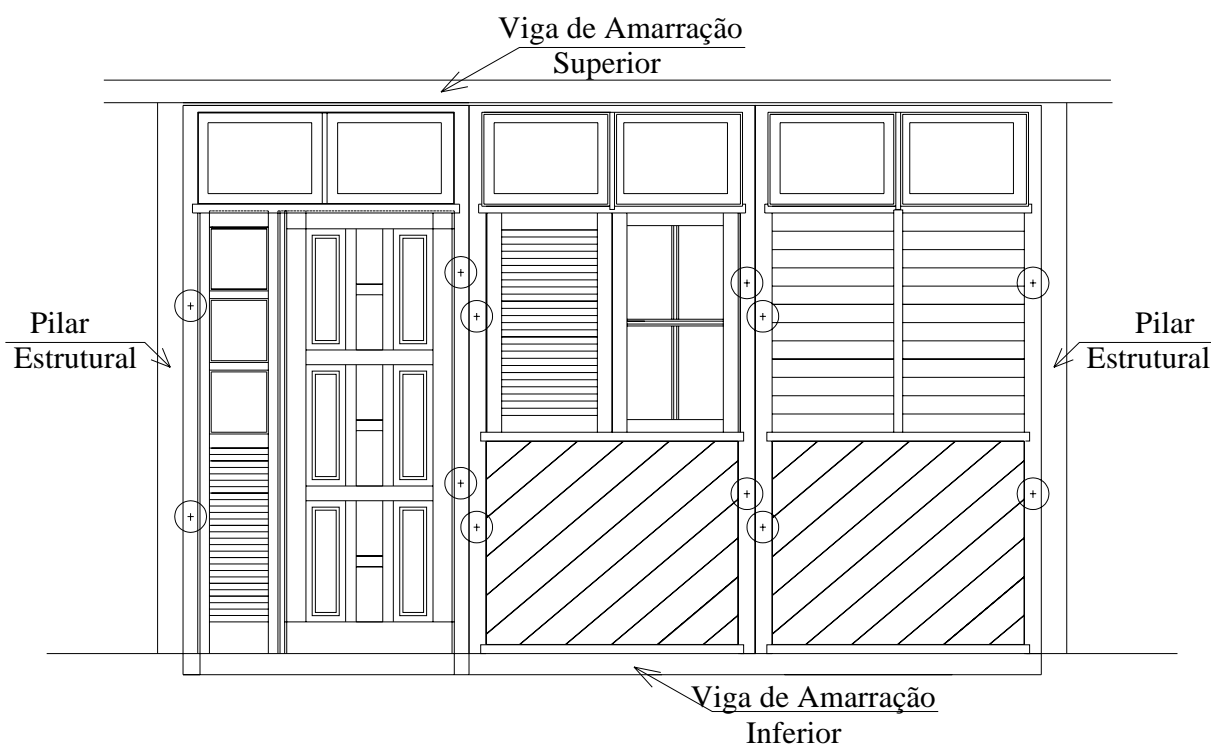 Viga de Amarração
Superior
Pilar
Estrutural
Pilar
Estrutural
Viga de Amarração
Inferior